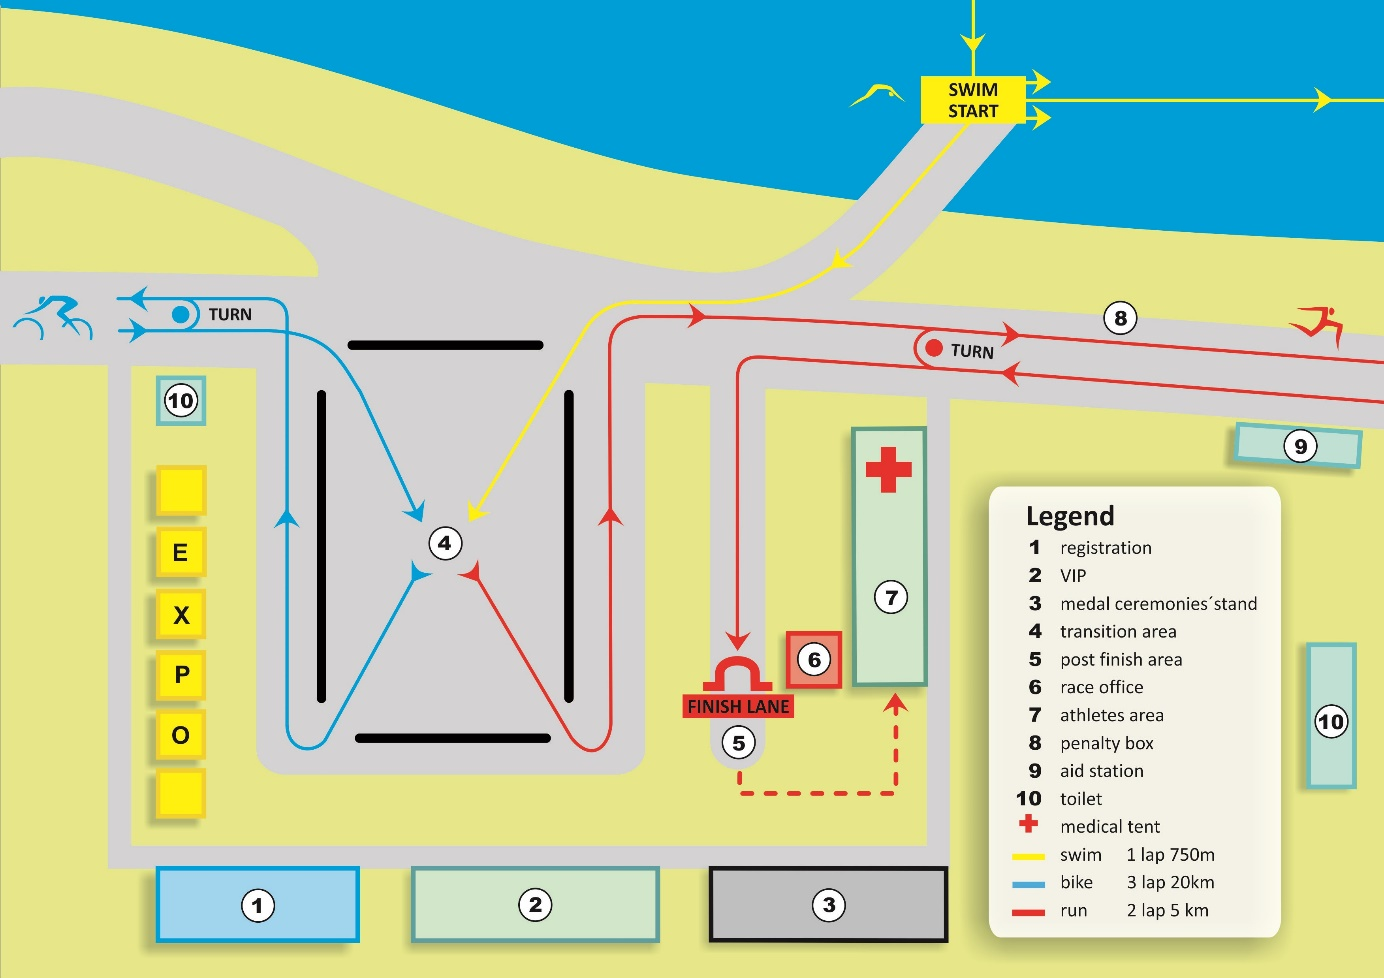 SWIM
START
TURN
8
TURN
10
9
E
X
P
O
4
7
6
FINISH LANE
5
10
1
2
3
Legend
1 registration
2 VIP
3 medal ceremonies´stand
4 transition area
5 post finish area
6 race office
7 athletes area
8 penalty box
9 aid station
10 toilet
medical tent
swim 1 lap 750m
bike 3 lap 20km
run 2 lap 5 km